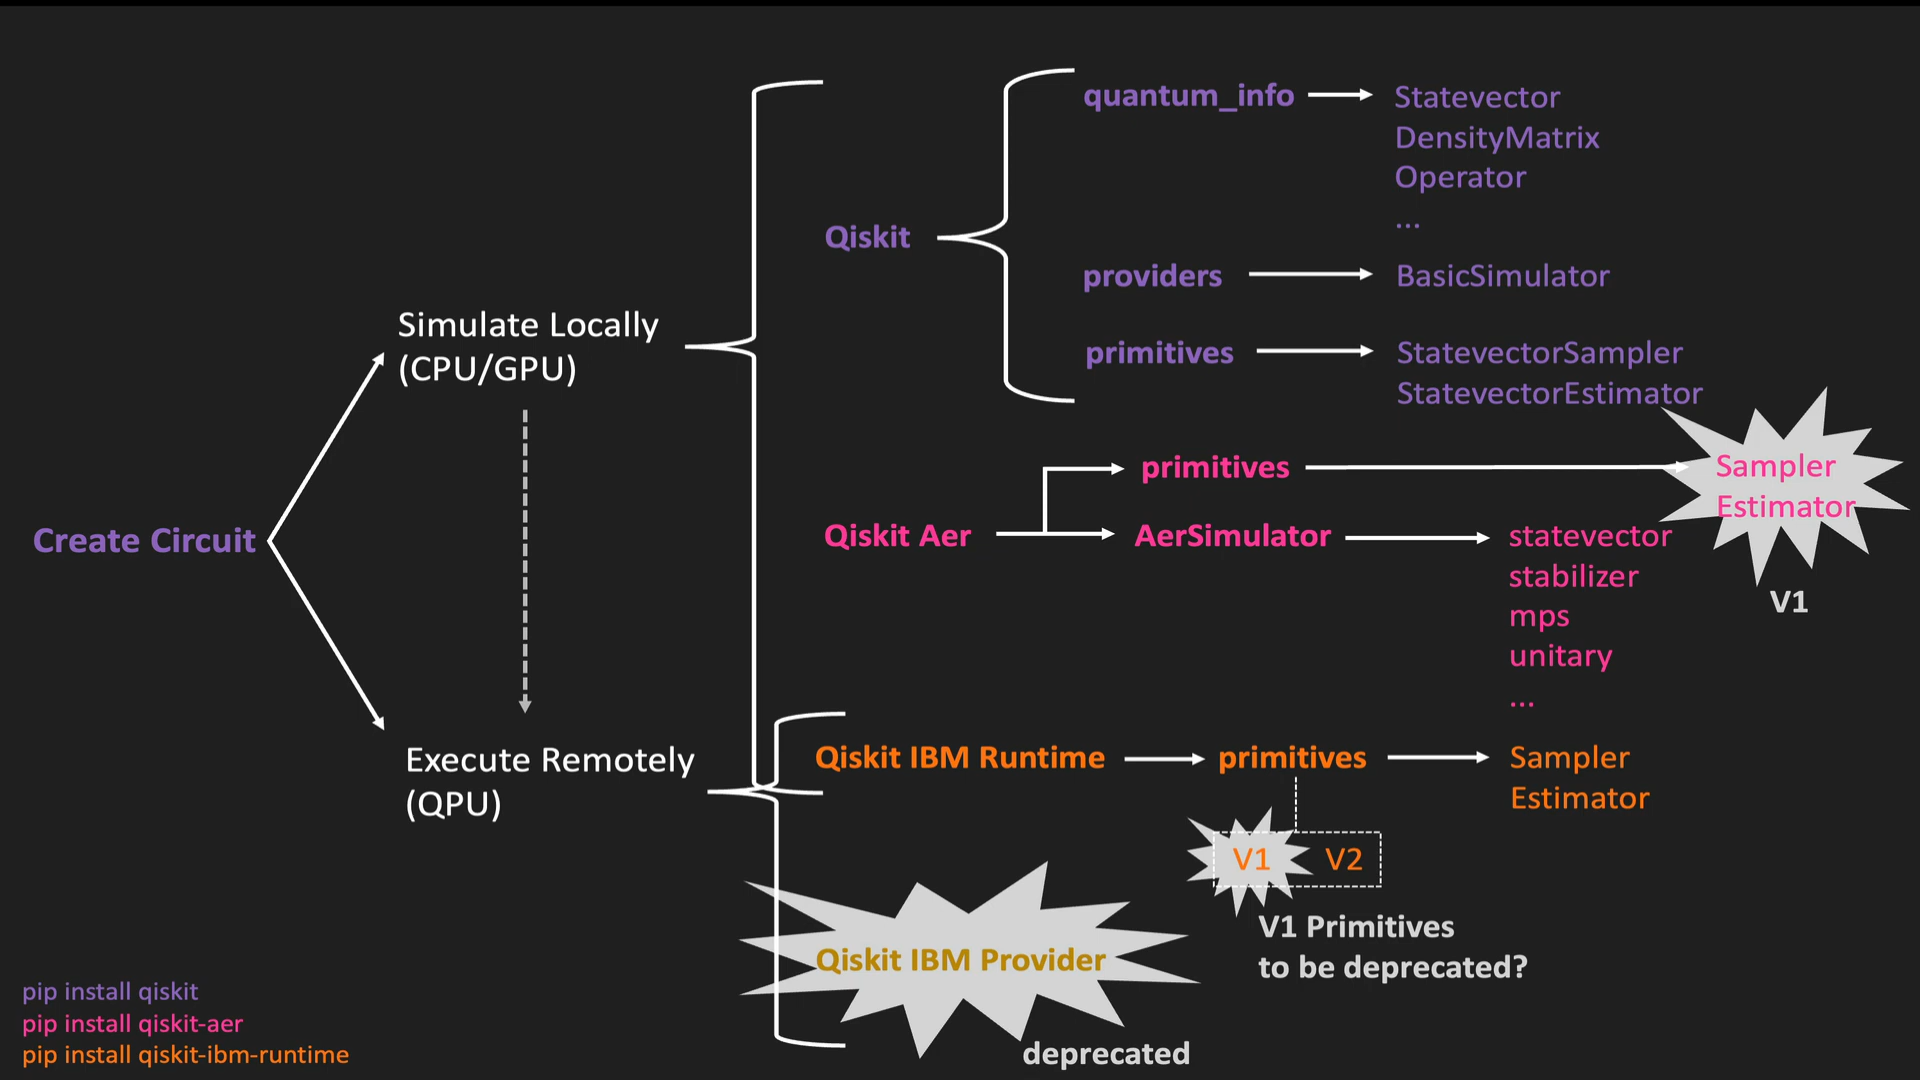 quantum_info
Statevector
DensityMatrix
Operator
...
Qiskit
providers
BasicSimulator
Simulate Locally
(CPU/GPU)
primitives
StatevectorSampler
StatevectorEstimator
primitives
Sampler
Estimator
V1
Create Circuit
Qiskit Aer
AerSimulator
statevector
stabilizer
mps
unitary
...
Execute Remotely
(QPU)
Qiskit IBM Runtime
primitives
Sampler
Estimator
V1
V2
V1 Primitives
to be deprecated?
Qiskit IBM Provider
deprecated
pip install qiskit
pip install qiskit-aer
pip install qiskit-ibm-runtime